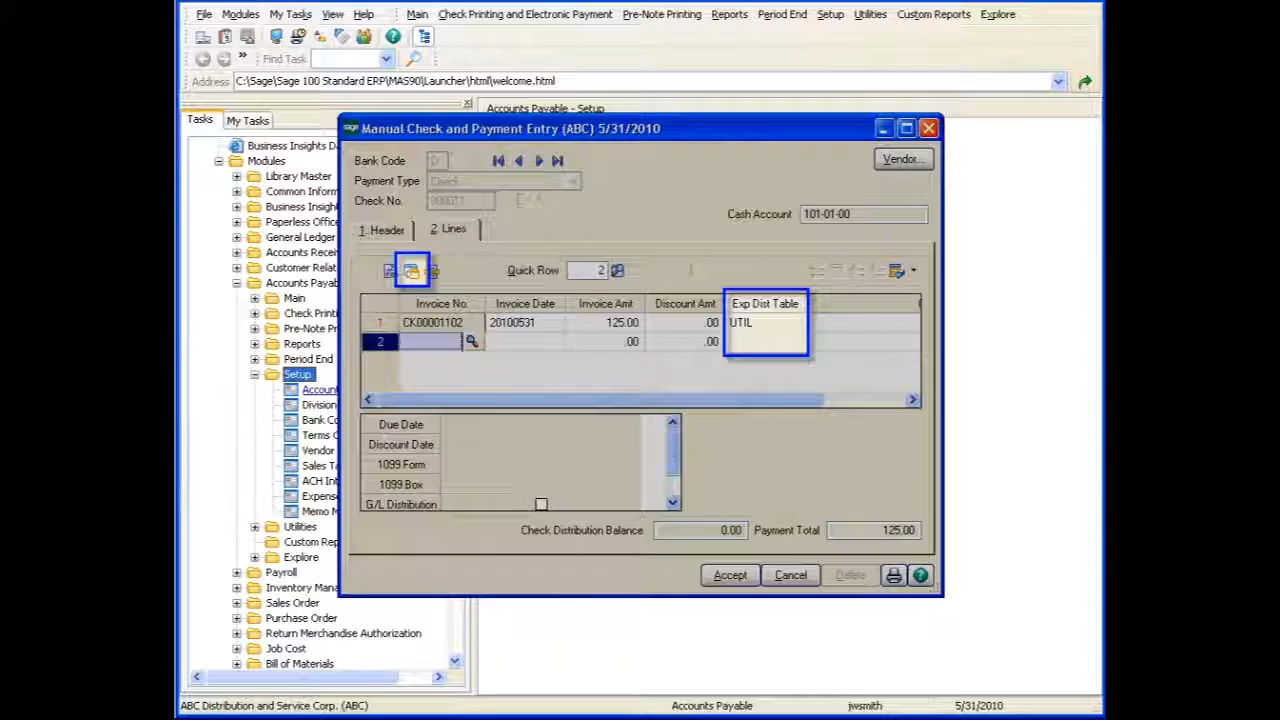 File Modules My Tasks View Help Main Check Printing and Electronic Payment Pre-Note Printing Reports Period End Setup Utilities Custom Reports Explore
» Find Task
Address C:\Sage\Sage 100 Standard ERP\MAS90\Launcher\html\welcome.html
Tasks My Tasks
Accounts Payable - Setup
Business Insights Da
Modules
Library Master
Common Inform
Business Insigh
Paperless Office
General Ledger
Accounts Recei
Customer Relat
Accounts Payab
Main
Check Printi
Pre-Note Pr
Reports
Period End
Setup
Account
Division
Bank Co
Terms C
Vendor
Sales Ta
ACH Int
Expens
Memo M
Utilities
Custom Rep
Explore
Payroll
Inventory Mana
Sales Order
Purchase Order
Return Merchandise Authorization
Job Cost
Bill of Materials
sage Manual Check and Payment Entry (ABC) 5/31/2010
Bank Code
Vendor...
Payment Type Check
Check No. 000011
Cash Account 101-01-00
1. Header 2. Lines
Quick Row 2
Invoice No. Invoice Date Invoice Amt Discount Amt Exp Dist Table
1 CK00001102 20100531 125.00 .00 UTIL
2 .00 .00
Due Date
Discount Date
1099 Form
1099 Box
G/L Distribution
Check Distribution Balance 0.00 Payment Total 125.00
Accept Cancel Delete
ABC Distribution and Service Corp. (ABC) Accounts Payable jwsmith 5/31/2010